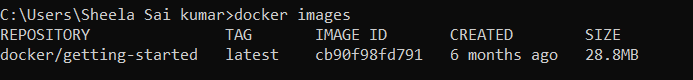 C:\Users\Sheela Sai kumar>docker images
REPOSITORY TAG IMAGE ID CREATED SIZE
docker/getting-started latest cb90f98fd791 6 months ago 28.8MB